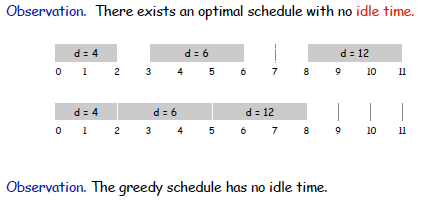 Observation. There exists an optimal schedule with no idle time.
d = 4 d = 6 d = 12
0 1 2 3 4 5 6 7 8 9 10 11
d = 4 d = 6 d = 12
0 1 2 3 4 5 6 7 8 9 10 11
Observation. The greedy schedule has no idle time.